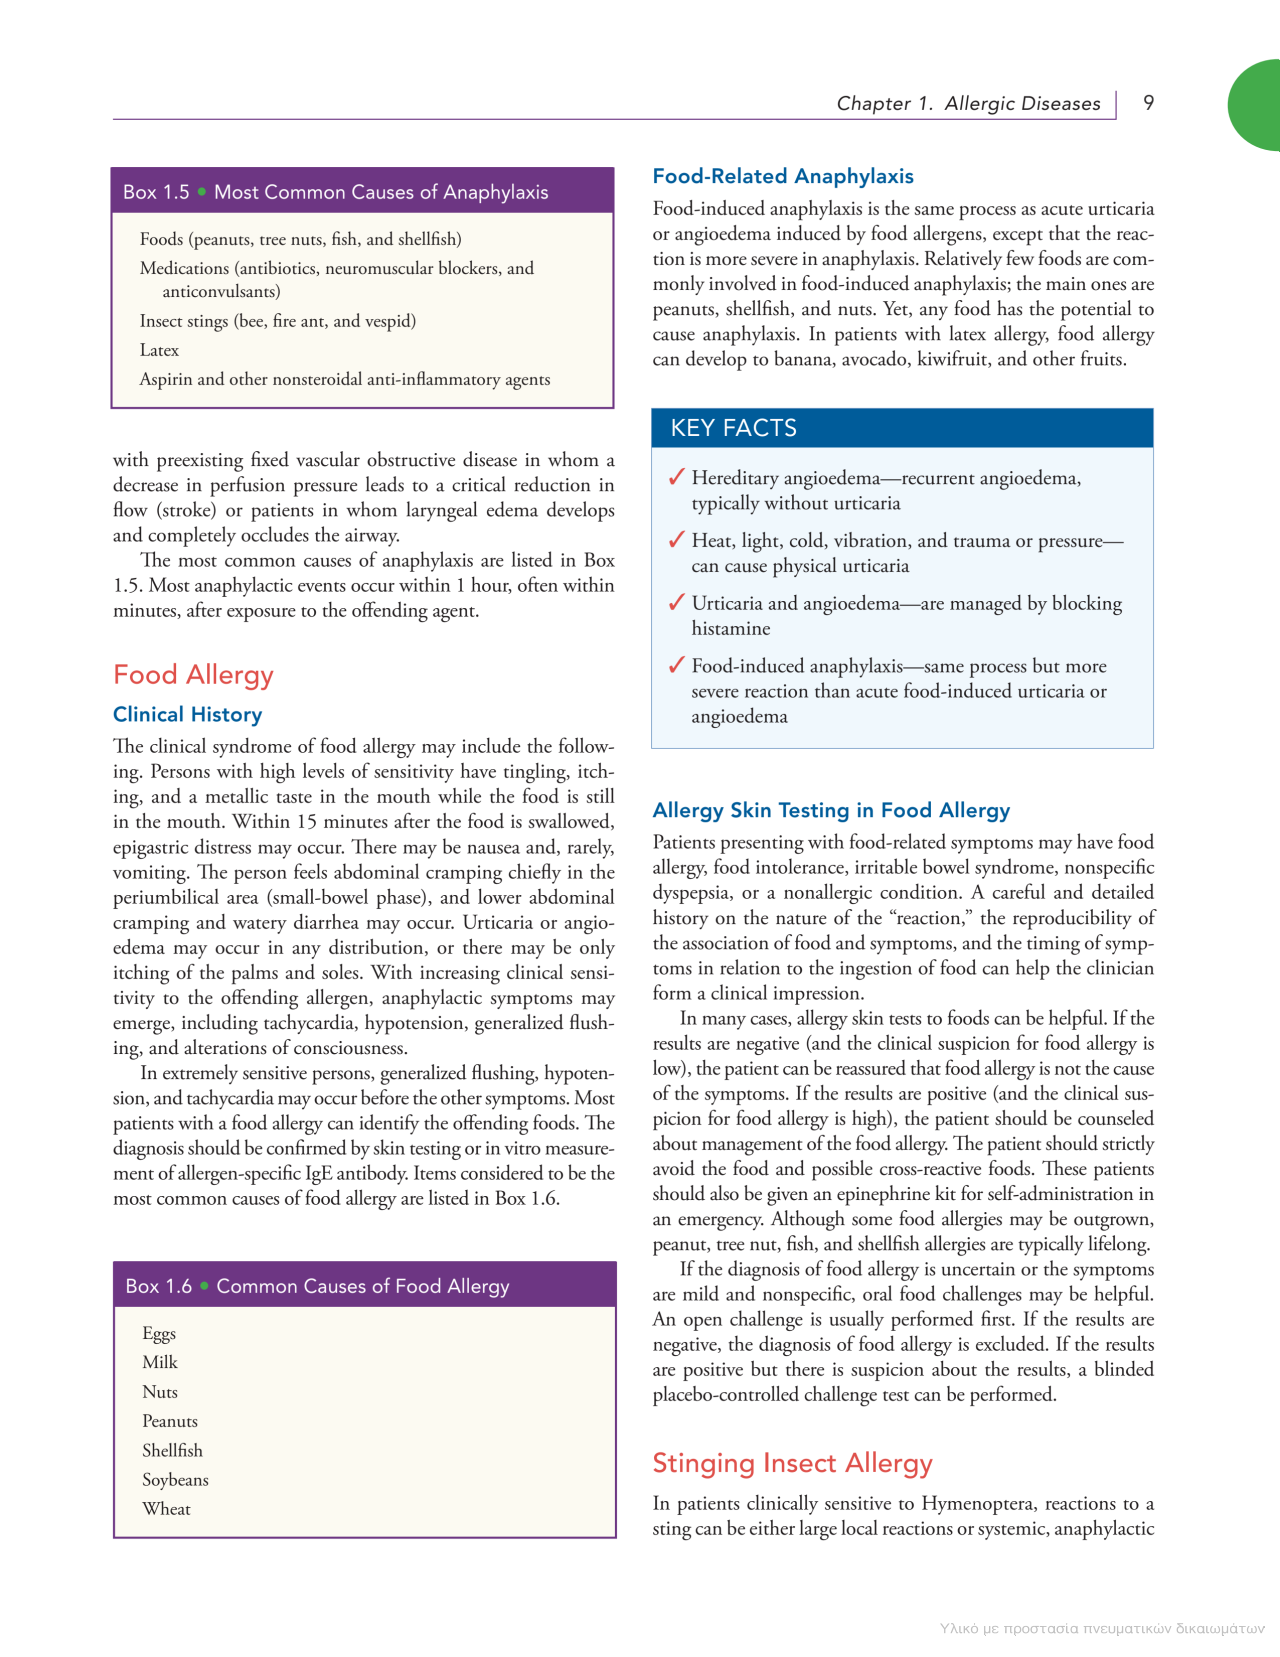 Chapter 1. Allergic Diseases 9
Box 1.5 • Most Common Causes of Anaphylaxis
Foods (peanuts, tree nuts, fish, and shellfish)
Medications (antibiotics, neuromuscular blockers, and
anticonvulsants)
Insect stings (bee, fire ant, and vespid)
Latex
Aspirin and other nonsteroidal anti-inflammatory agents
with preexisting fixed vascular obstructive disease in whom a
decrease in perfusion pressure leads to a critical reduction in
flow (stroke) or patients in whom laryngeal edema develops
and completely occludes the airway.
The most common causes of anaphylaxis are listed in Box
1.5. Most anaphylactic events occur within 1 hour, often within
minutes, after exposure to the offending agent.
Food Allergy
Clinical History
The clinical syndrome of food allergy may include the follow-
ing. Persons with high levels of sensitivity have tingling, itch-
ing, and a metallic taste in the mouth while the food is still
in the mouth. Within 15 minutes after the food is swallowed,
epigastric distress may occur. There may be nausea and, rarely,
vomiting. The person feels abdominal cramping chiefly in the
periumbilical area (small-bowel phase), and lower abdominal
cramping and watery diarrhea may occur. Urticaria or angio-
edema may occur in any distribution, or there may be only
itching of the palms and soles. With increasing clinical sensi-
tivity to the offending allergen, anaphylactic symptoms may
emerge, including tachycardia, hypotension, generalized flush-
ing, and alterations of consciousness.
In extremely sensitive persons, generalized flushing, hypoten-
sion, and tachycardia may occur before the other symptoms. Most
patients with a food allergy can identify the offending foods. The
diagnosis should be confirmed by skin testing or in vitro measure-
ment of allergen-specific IgE antibody. Items considered to be the
most common causes of food allergy are listed in Box 1.6.
Box 1.6 • Common Causes of Food Allergy
Eggs
Milk
Nuts
Peanuts
Shellfish
Soybeans
Wheat
Food-Related Anaphylaxis
Food-induced anaphylaxis is the same process as acute urticaria
or angioedema induced by food allergens, except that the reac-
tion is more severe in anaphylaxis. Relatively few foods are com-
monly involved in food-induced anaphylaxis; the main ones are
peanuts, shellfish, and nuts. Yet, any food has the potential to
cause anaphylaxis. In patients with latex allergy, food allergy
can develop to banana, avocado, kiwifruit, and other fruits.
KEY FACTS
✓ Hereditary angioedema—recurrent angioedema,
typically without urticaria
✓ Heat, light, cold, vibration, and trauma or pressure—
can cause physical urticaria
✓ Urticaria and angioedema—are managed by blocking
histamine
✓ Food-induced anaphylaxis—same process but more
severe reaction than acute food-induced urticaria or
angioedema
Allergy Skin Testing in Food Allergy
Patients presenting with food-related symptoms may have food
allergy, food intolerance, irritable bowel syndrome, nonspecific
dyspepsia, or a nonallergic condition. A careful and detailed
history on the nature of the “reaction,” the reproducibility of
the association of food and symptoms, and the timing of symp-
toms in relation to the ingestion of food can help the clinician
form a clinical impression.
In many cases, allergy skin tests to foods can be helpful. If the
results are negative (and the clinical suspicion for food allergy is
low), the patient can be reassured that food allergy is not the cause
of the symptoms. If the results are positive (and the clinical sus-
picion for food allergy is high), the patient should be counseled
about management of the food allergy. The patient should strictly
avoid the food and possible cross-reactive foods. These patients
should also be given an epinephrine kit for self-administration in
an emergency. Although some food allergies may be outgrown,
peanut, tree nut, fish, and shellfish allergies are typically lifelong.
If the diagnosis of food allergy is uncertain or the symptoms
are mild and nonspecific, oral food challenges may be helpful.
An open challenge is usually performed first. If the results are
negative, the diagnosis of food allergy is excluded. If the results
are positive but there is suspicion about the results, a blinded
placebo-controlled challenge test can be performed.
Stinging Insect Allergy
In patients clinically sensitive to Hymenoptera, reactions to a
sting can be either large local reactions or systemic, anaphylactic
Υλικό με προστασία πνευματικών δικαιωμάτων